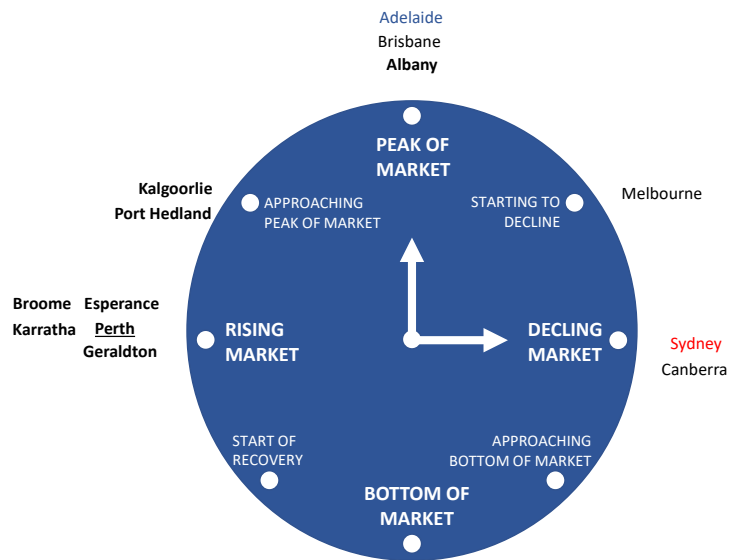 Adelaide
Brisbane
Albany
PEAK OF
MARKET
Kalgoorlie
Port Hedland
APPROACHING
PEAK OF MARKET
STARTING TO
DECLINE
Melbourne
Broome Esperance
Karratha Perth
Geraldton
RISING
MARKET
DECLING
MARKET
Sydney
Canberra
START OF
RECOVERY
APPROACHING
BOTTOM OF MARKET
BOTTOM OF
MARKET